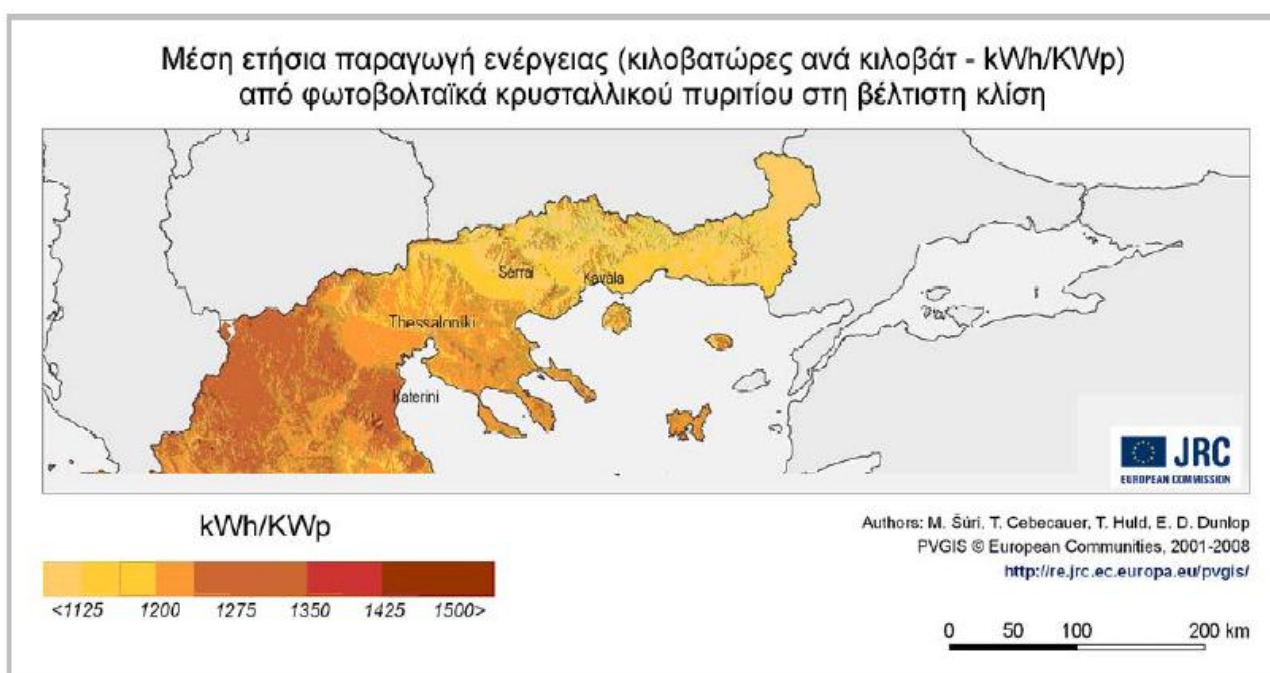 Μέση ετήσια παραγωγή ενέργειας (κιλοβατώρες ανά κιλοβάτ - kWh/KWp)
από φωτοβολταϊκά κρυσταλλικού πυριτίου στη βέλτιστη κλίση
Serrai
Kavala
Thessaloniki
Katerini
JRC
EUROPEAN COMMISSION
kWh/KWp
<1125 1200 1275 1350 1425 1500>
Authors: M. Šúri, T. Cebecauer, T. Huld, E. D. Dunlop
PVGIS © European Communities, 2001-2008
http://re.jrc.ec.europa.eu/pvgis/
0 50 100 200 km